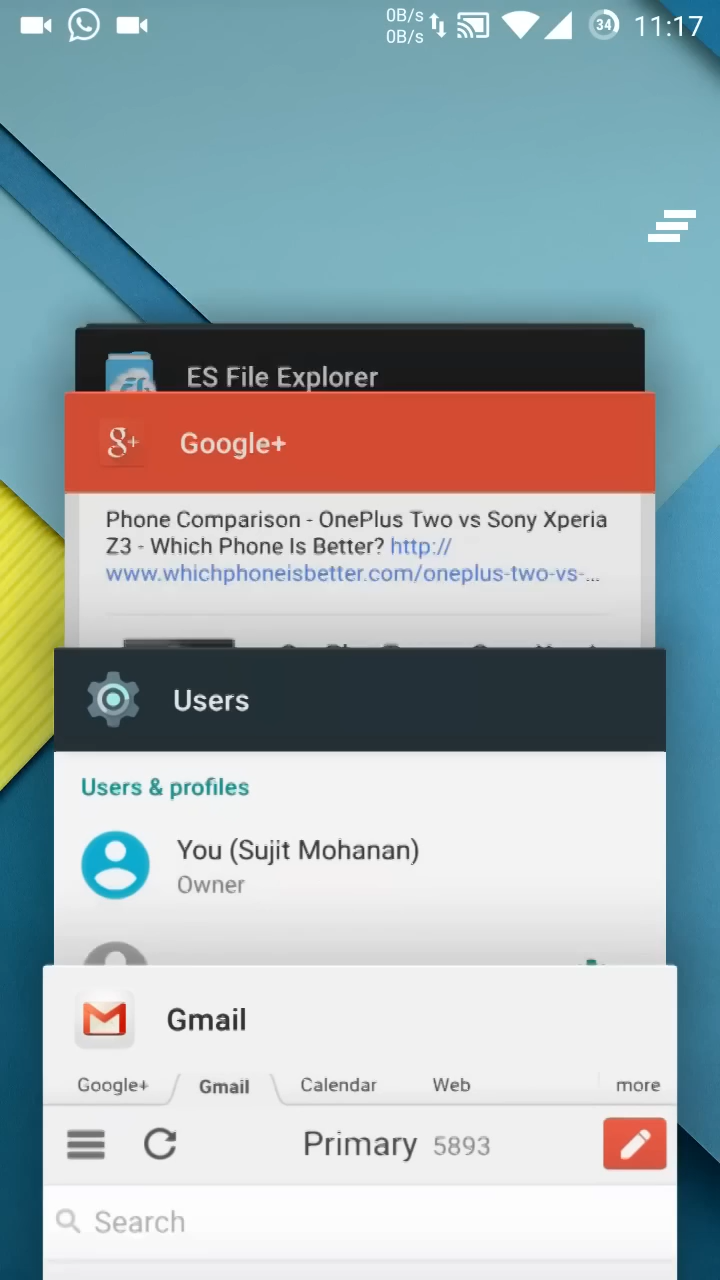 0B/s
0B/s
34
11:17
ES File Explorer
g+
Google+
Phone Comparison - OnePlus Two vs Sony Xperia
Z3 - Which Phone Is Better? http://
www.whichphoneisbetter.com/oneplus-two-vs-...
Users
Users & profiles
You (Sujit Mohanan)
Owner
Gmail
Google+ Gmail Calendar Web more
Primary 5893
Search